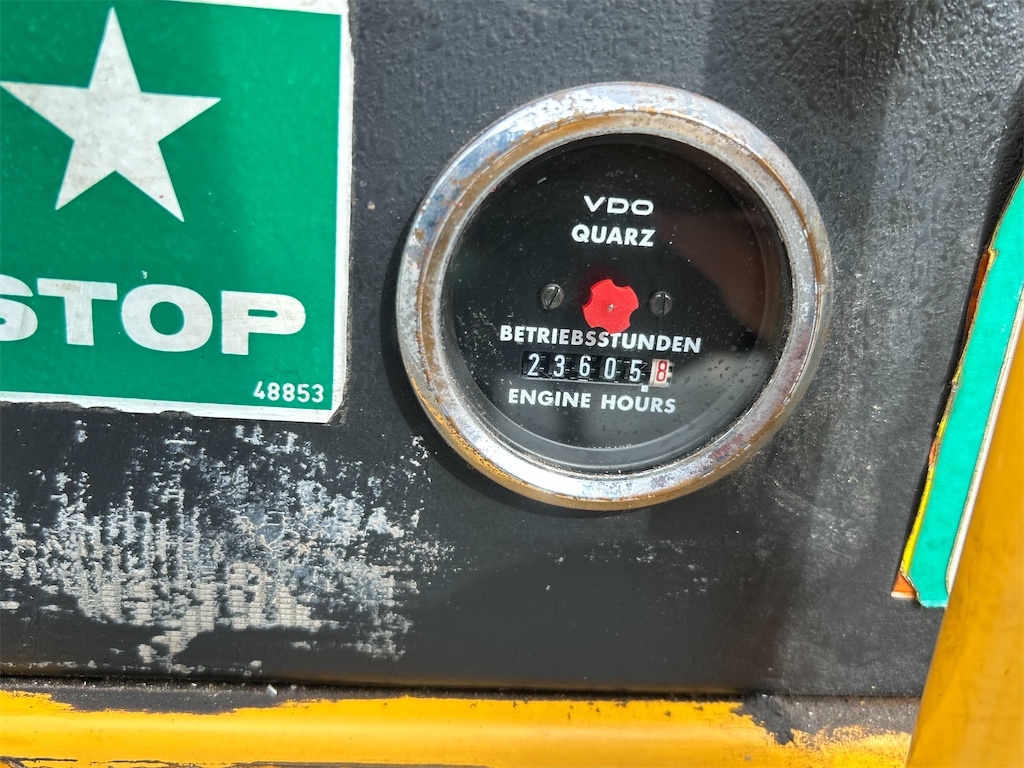 STOP
48853
VDO
QUARZ
BETRIEBSSTUNDEN
236058
ENGINE HOURS